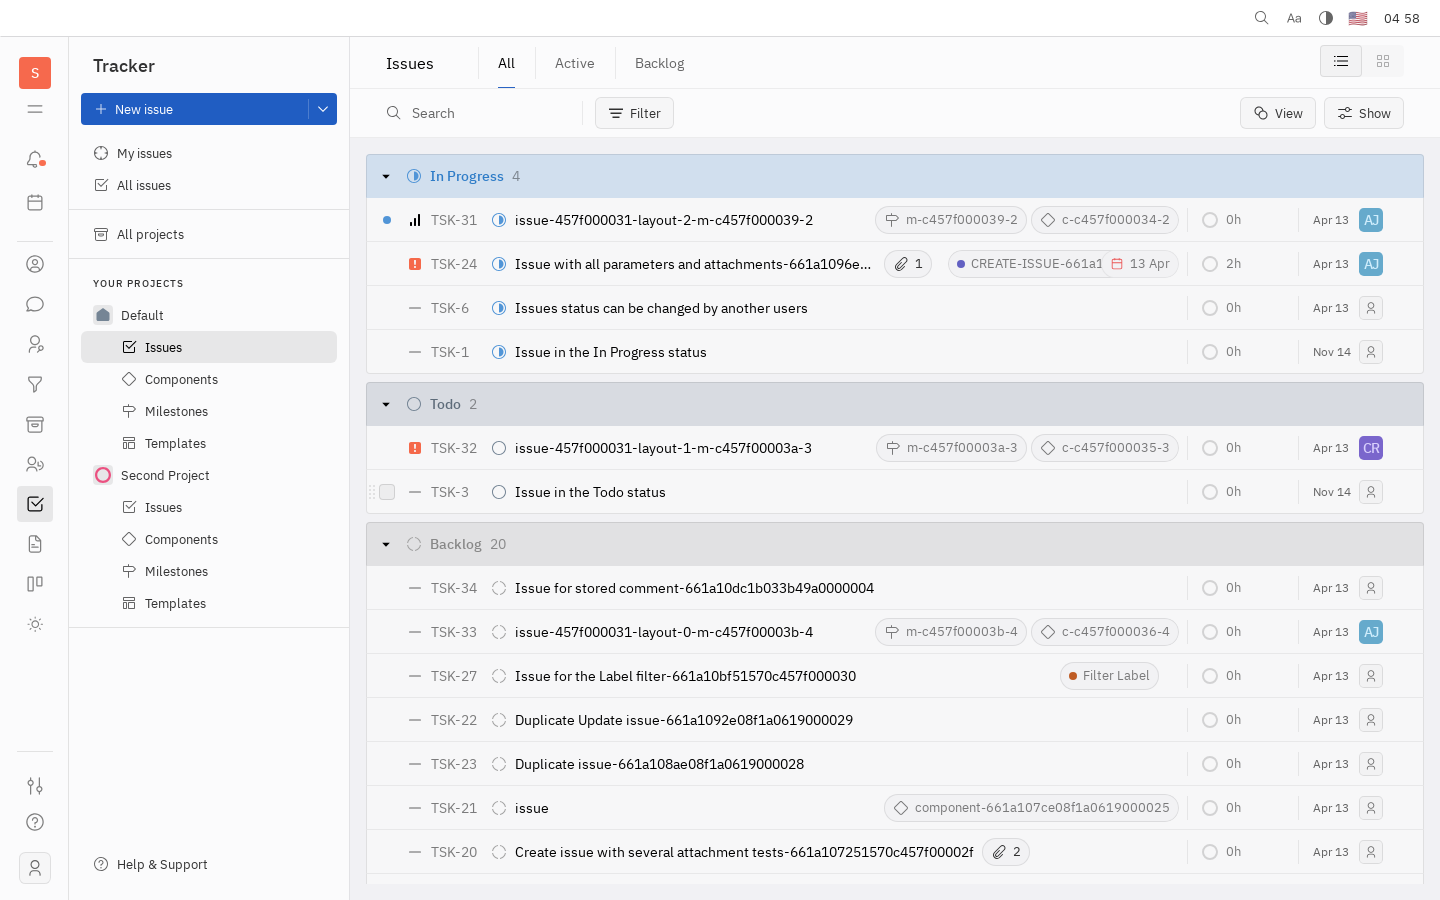 Aa
04 58
S
Tracker
New issue
My issues
All issues
All projects
YOUR PROJECTS
Default
Issues
Components
Milestones
Templates
Second Project
Issues
Components
Milestones
Templates
Help & Support
Issues
All
Active
Backlog
Search
Filter
View
Show
In Progress 4
TSK-31 issue-457f000031-layout-2-m-c457f000039-2 m-c457f000039-2 c-c457f000034-2 0h Apr 13 AJ
TSK-24 Issue with all parameters and attachments-661a1096e... 1 CREATE-ISSUE-661a1 13 Apr 2h Apr 13 AJ
TSK-6 Issues status can be changed by another users 0h Apr 13
TSK-1 Issue in the In Progress status 0h Nov 14
Todo 2
TSK-32 issue-457f000031-layout-1-m-c457f00003a-3 m-c457f00003a-3 c-c457f000035-3 0h Apr 13 CR
TSK-3 Issue in the Todo status 0h Nov 14
Backlog 20
TSK-34 Issue for stored comment-661a10dc1b033b49a0000004 0h Apr 13
TSK-33 issue-457f000031-layout-0-m-c457f00003b-4 m-c457f00003b-4 c-c457f000036-4 0h Apr 13 AJ
TSK-27 Issue for the Label filter-661a10bf51570c457f000030 Filter Label 0h Apr 13
TSK-22 Duplicate Update issue-661a1092e08f1a0619000029 0h Apr 13
TSK-23 Duplicate issue-661a108ae08f1a0619000028 0h Apr 13
TSK-21 issue component-661a107ce08f1a0619000025 0h Apr 13
TSK-20 Create issue with several attachment tests-661a107251570c457f00002f 2 0h Apr 13